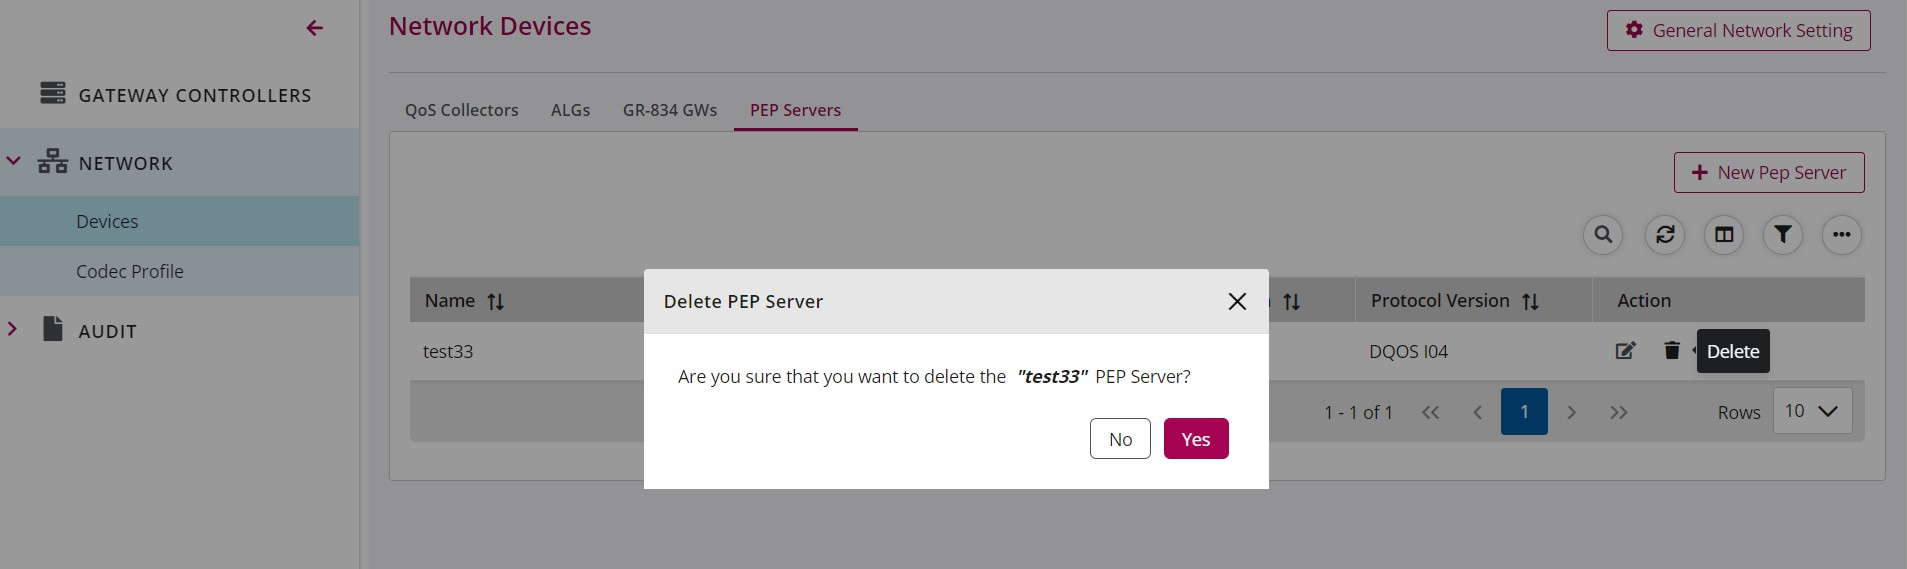 Network Devices
General Network Setting
GATEWAY CONTROLLERS
NETWORK
Devices
Codec Profile
AUDIT
QoS Collectors ALGs GR-834 GWs PEP Servers
New Pep Server
Name Protocol Version Action
test33 DQOS I04 Delete
Delete PEP Server
Are you sure that you want to delete the "test33" PEP Server?
No Yes
1 - 1 of 1 << < 1 > >> Rows 10